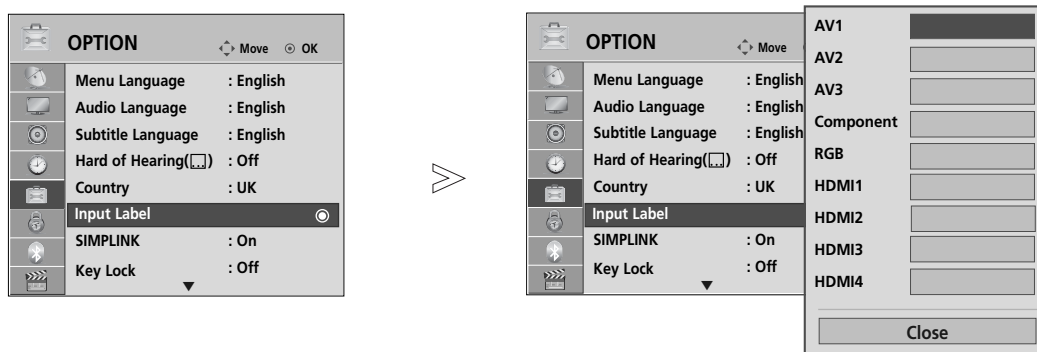 OPTION
Move OK
Menu Language : English
Audio Language : English
Subtitle Language : English
Hard of Hearing( ) : Off
Country : UK
Input Label
SIMPLINK : On
Key Lock : Off
OPTION
Move
Menu Language : English
Audio Language : English
Subtitle Language : English
Hard of Hearing( ) : Off
Country : UK
Input Label
SIMPLINK : On
Key Lock : Off
AV1
AV2
AV3
Component
RGB
HDMI1
HDMI2
HDMI3
HDMI4
Close